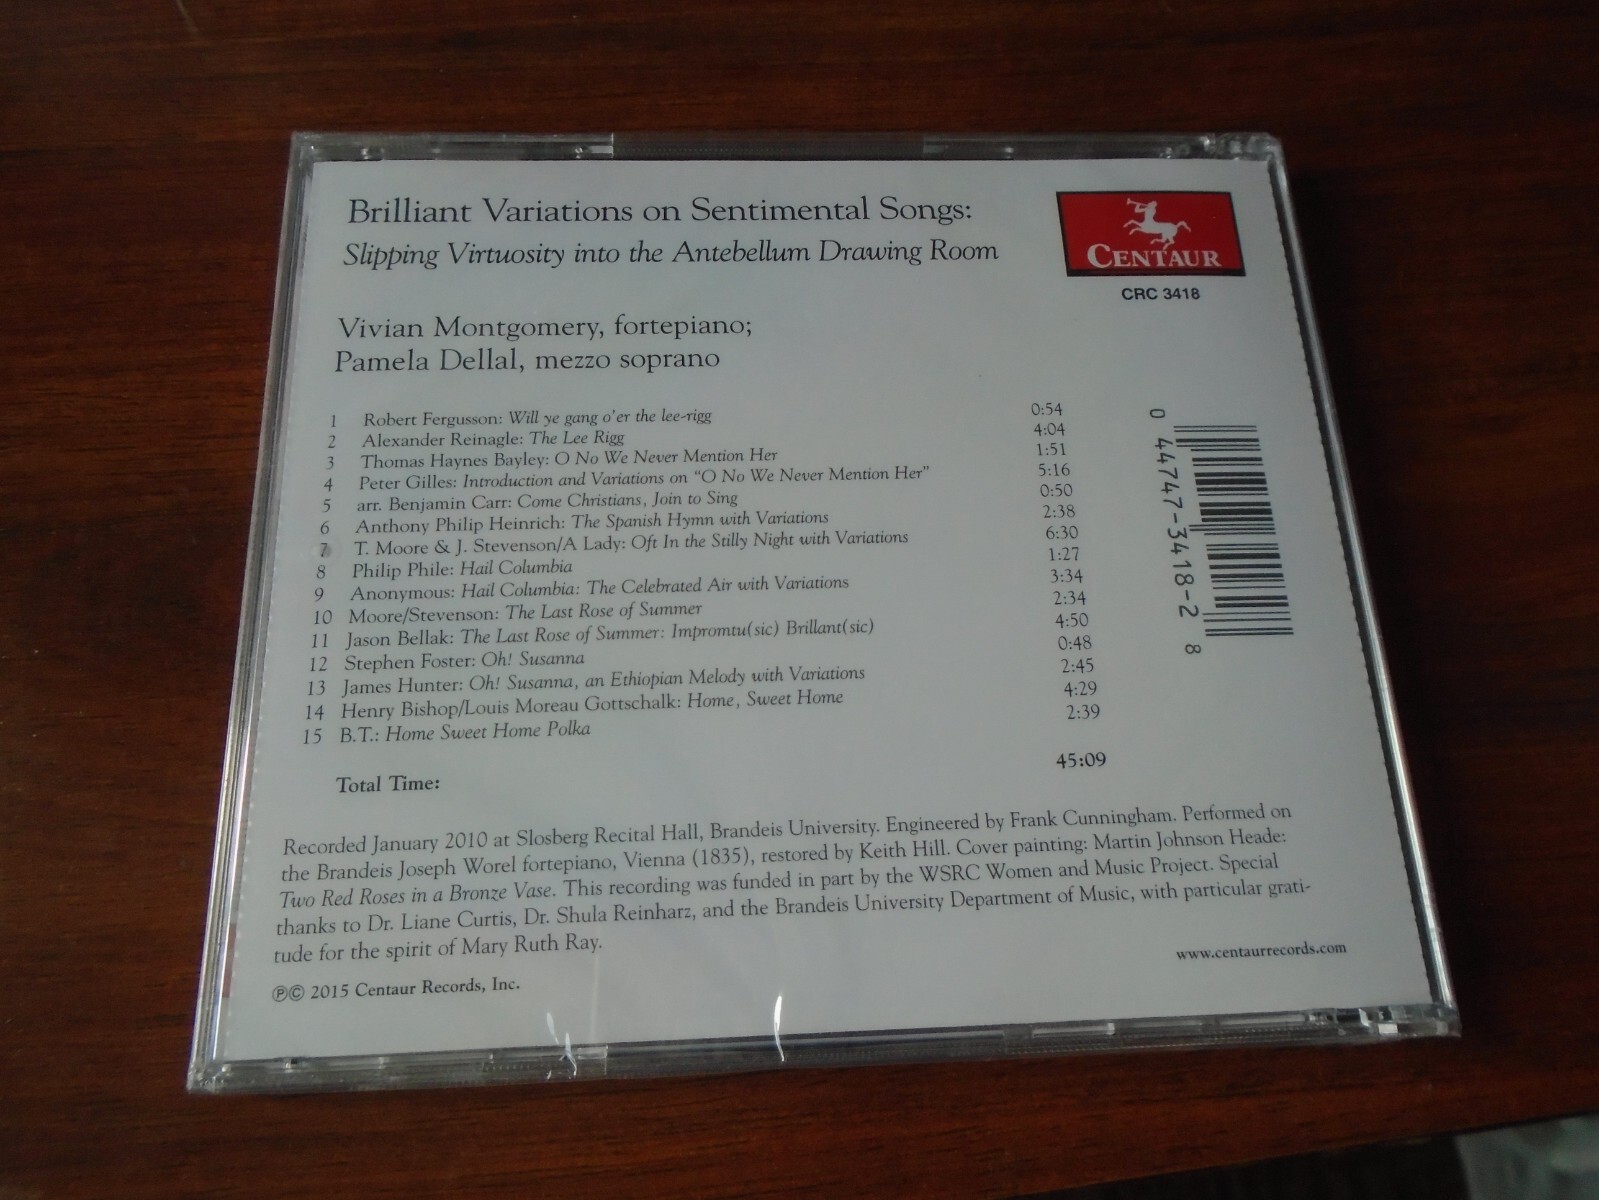 Brilliant Variations on Sentimental Songs:
Slipping Virtuosity into the Antebellum Drawing Room
CENTAUR
CRC 3418
Vivian Montgomery, fortepiano;
Pamela Dellal, mezzo soprano
1 Robert Fergusson: Will ye gang o'er the lee-rigg 0:54
2 Alexander Reinagle: The Lee Rigg 4:04
3 Thomas Haynes Bayley: O No We Never Mention Her 1:51
4 Peter Gilles: Introduction and Variations on "O No We Never Mention Her" 5:16
5 arr. Benjamin Carr: Come Christians, Join to Sing 0:50
6 Anthony Philip Heinrich: The Spanish Hymn with Variations 2:38
7 T. Moore & J. Stevenson/A Lady: Oft In the Stilly Night with Variations 6:30
8 Philip Phile: Hail Columbia 1:27
9 Anonymous: Hail Columbia: The Celebrated Air with Variations 3:34
10 Moore/Stevenson: The Last Rose of Summer 2:34
11 Jason Bellak: The Last Rose of Summer: Impromtu(sic) Brillant(sic) 4:50
12 Stephen Foster: Oh! Susanna 0:48
13 James Hunter: Oh! Susanna, an Ethiopian Melody with Variations 2:45
14 Henry Bishop/Louis Moreau Gottschalk: Home, Sweet Home 4:29
15 B.T.: Home Sweet Home Polka 2:39
Total Time: 45:09
0 44747-3418-2 8
Recorded January 2010 at Slosberg Recital Hall, Brandeis University. Engineered by Frank Cunningham. Performed on
the Brandeis Joseph Worel fortepiano, Vienna (1835), restored by Keith Hill. Cover painting: Martin Johnson Heade:
Two Red Roses in a Bronze Vase. This recording was funded in part by the WSRC Women and Music Project. Special
thanks to Dr. Liane Curtis, Dr. Shula Reinharz, and the Brandeis University Department of Music, with particular grati-
tude for the spirit of Mary Ruth Ray.
www.centaurrecords.com
℗© 2015 Centaur Records, Inc.